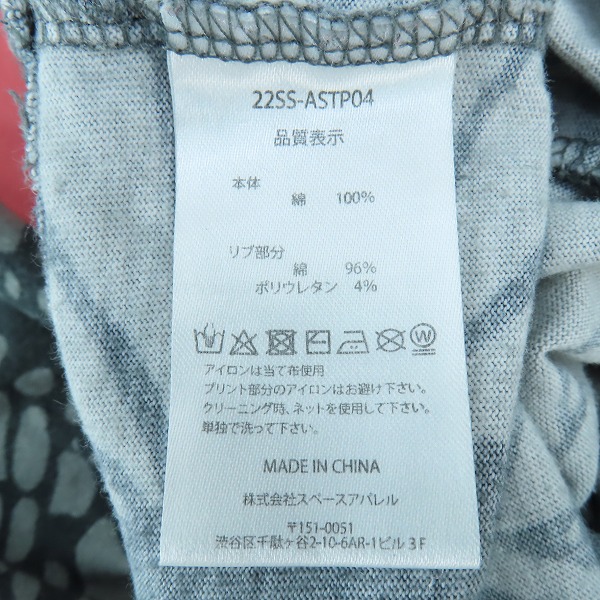 22SS-ASTP04
品質表示
本体
綿 100%
リブ部分
綿 96%
ポリウレタン 4%
W
アイロンは当て布使用
プリント部分のアイロンはお避け下さい。
クリーニング時、ネットを使用して下さい。
単独で洗って下さい。
MADE IN CHINA
株式会社スペースアパレル
〒151-0051
渋谷区千駄ヶ谷2-10-6AR-1ビル 3F